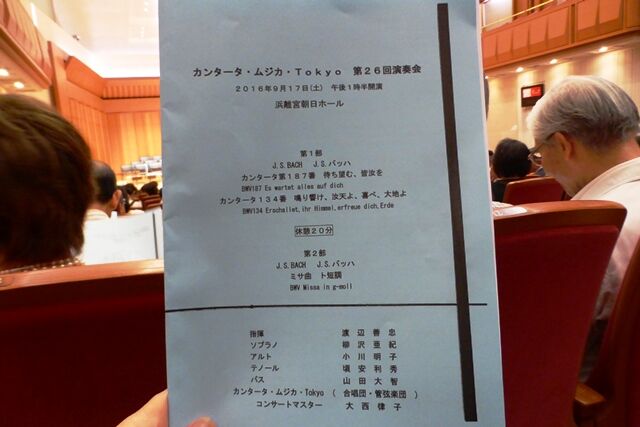 カンタータ・ムジカ・Tokyo 第26回演奏会
2016年9月17日(土) 午後1時半開演
浜離宮朝日ホール
第1部
J.S.BACH J.S.バッハ
カンタータ第187番 待ち望む、皆汝を
BWV187 Es wartet alles auf dich
カンタータ134番 鳴り響け、汝天よ、喜べ、大地よ
BWV134 Erschallet,ihr Himmel,erfreue dich,Erde
休憩20分
第2部
J.S.BACH J.S.バッハ
ミサ曲 ト短調
BWV Missa in g-moll
指揮 渡辺善忠
ソプラノ 柳沢亜紀
アルト 小川明子
テノール 頃安利秀
バス 山田大智
カンタータ・ムジカ・Tokyo ( 合唱団・管弦楽団 )
コンサートマスター 大西律子